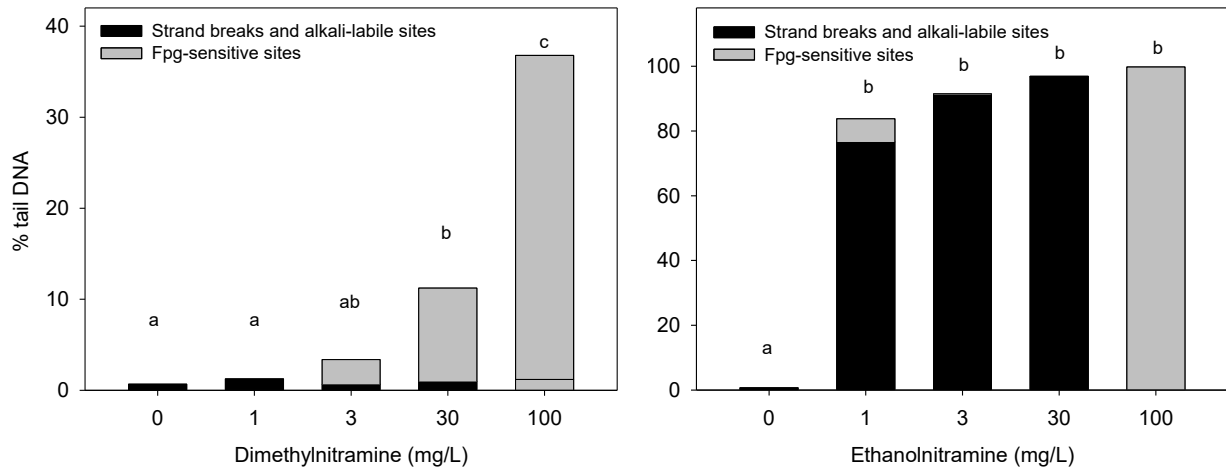 Strand breaks and alkali-labile sites
Fpg-sensitive sites
% tail DNA
40
30
20
10
0
a
a
ab
b
c
0 1 3 30 100
Dimethylnitramine (mg/L)
Strand breaks and alkali-labile sites
Fpg-sensitive sites
100
80
60
40
20
0
a
b
b
b
b
0 1 3 30 100
Ethanolnitramine (mg/L)